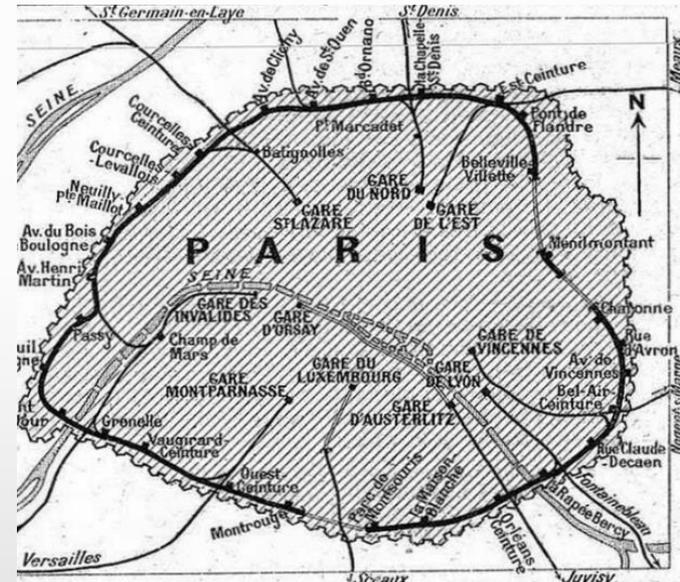 St Germain-en-Laye
St Denis
SEINE
Av. de Clichy
Av. de St Ouen
Bd Ornano
la Chapelle-
St Denis
Est Ceinture
Meaux
N
Courcelles
Ceinture
Courcelles
-Levallois
Neuilly-
Pte Maillot
Av. du Bois
Boulogne
Av. Henri
Martin
Pt Marcadet
Pont de
Flandre
Batignolles
Belleville
Villette
GARE
DU NORD
GARE
ST LAZARE
GARE
DE L'EST
PARIS
Menilmontant
SEINE
GARE DES
INVALIDES
GARE
D'ORSAY
Charonne
Rue
d'Avron
Passy
Champ de
Mars
GARE DE
VINCENNES
Av. de
Vincennes
GARE DU
LUXEMBOURG
GARE
DE LYON
Bel-Air-
Ceinture
GARE
MONTPARNASSE
GARE
D'AUSTERLITZ
Grenelle
Vaugirard-
Ceinture
Rue Claude
-Decaen
Ouest
Ceinture
Parc de
Montsouris
la Maison-
Blanche
Montrouge
Orléans-
Ceinture
la Rapée Bercy
Fontainebleau
Versailles
Sceaux
Juvisy